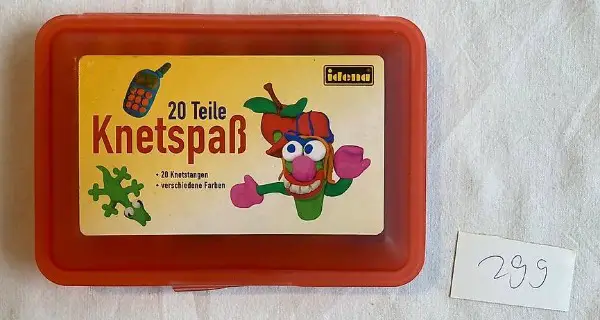 idena
20 Teile
Knetspaß
• 20 Knetstangen
• verschiedene Farben
299